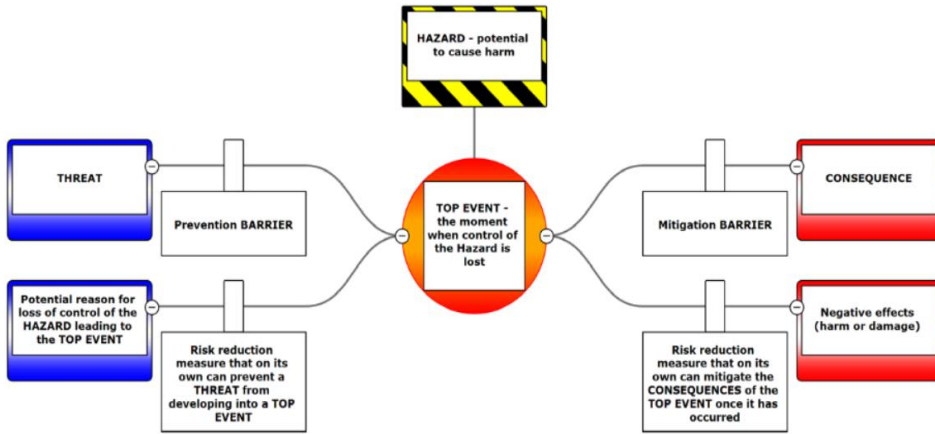 HAZARD - potential
to cause harm
THREAT
Prevention BARRIER
TOP EVENT -
the moment
when control of
the Hazard is
lost
Mitigation BARRIER
CONSEQUENCE
Potential reason for
loss of control of the
HAZARD leading to
the TOP EVENT
Risk reduction
measure that on its
own can prevent a
THREAT from
developing into a TOP
EVENT
Risk reduction
measure that on its
own can mitigate the
CONSEQUENCES of the
TOP EVENT once it has
occurred
Negative effects
(harm or damage)